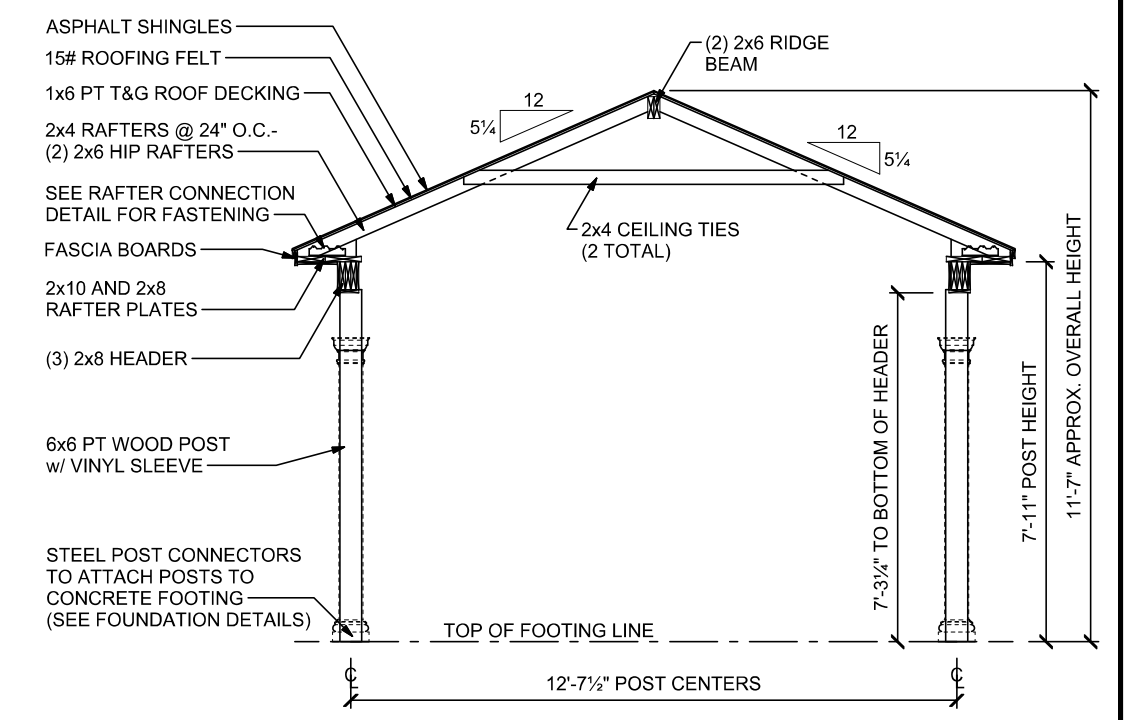 ASPHALT SHINGLES
15# ROOFING FELT
1x6 PT T&G ROOF DECKING
2x4 RAFTERS @ 24" O.C.-
(2) 2x6 HIP RAFTERS
SEE RAFTER CONNECTION
DETAIL FOR FASTENING
FASCIA BOARDS
2x10 AND 2x8
RAFTER PLATES
(3) 2x8 HEADER
6x6 PT WOOD POST
w/ VINYL SLEEVE
STEEL POST CONNECTORS
TO ATTACH POSTS TO
CONCRETE FOOTING
(SEE FOUNDATION DETAILS)
(2) 2x6 RIDGE
BEAM
12
5¼
12
5¼
2x4 CEILING TIES
(2 TOTAL)
7'-3¼" TO BOTTOM OF HEADER
7'-11" POST HEIGHT
11'-7" APPROX. OVERALL HEIGHT
TOP OF FOOTING LINE
℄
12'-7½" POST CENTERS
℄